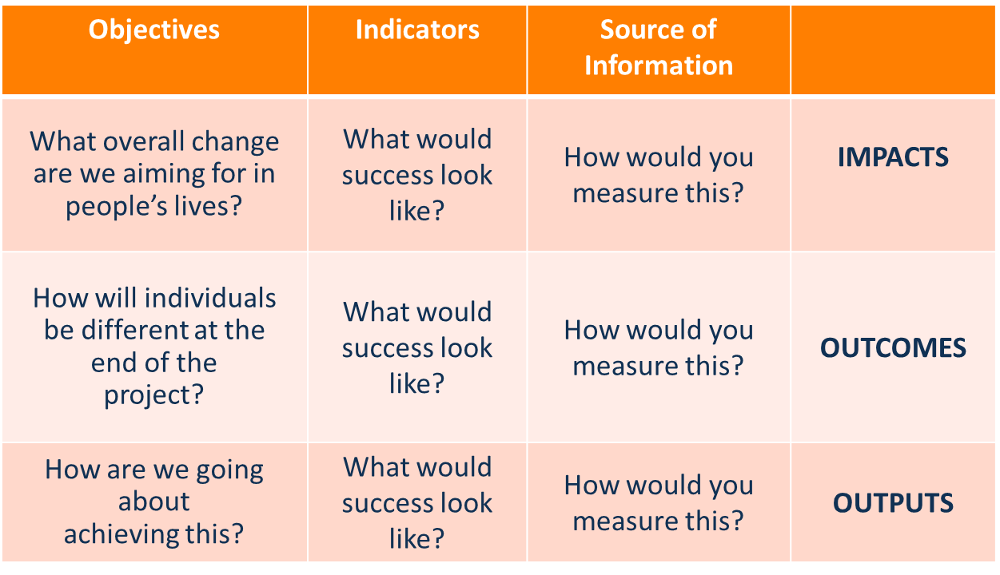 Objectives
Indicators
Source of
Information
What overall change
are we aiming for in
people’s lives?
What would
success look
like?
How would you
measure this?
IMPACTS
How will individuals
be different at the
end of the
project?
What would
success look
like?
How would you
measure this?
OUTCOMES
How are we going
about
achieving this?
What would
success look
like?
How would you
measure this?
OUTPUTS